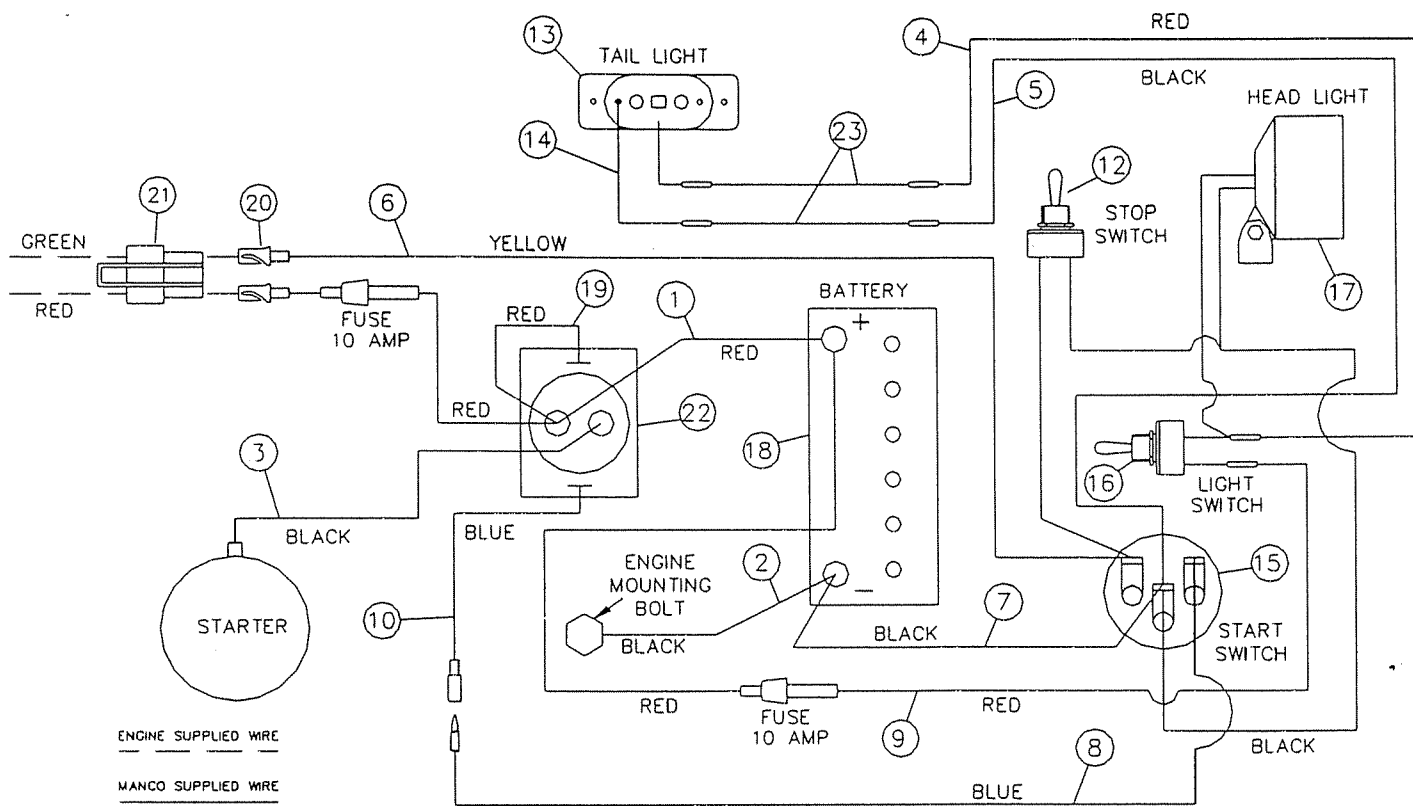 RED
4
13
TAIL LIGHT
BLACK
5
HEAD LIGHT
14
23
12
STOP
SWITCH
21
20
6
GREEN
YELLOW
17
RED
FUSE
10 AMP
19
RED
1
RED
BATTERY
+
RED
22
18
16
LIGHT
SWITCH
3
BLACK
BLUE
ENGINE
MOUNTING
BOLT
2
−
15
10
STARTER
BLACK
7
BLACK
START
SWITCH
RED
FUSE
10 AMP
9
RED
BLACK
8
BLUE
ENGINE SUPPLIED WIRE
MANCO SUPPLIED WIRE